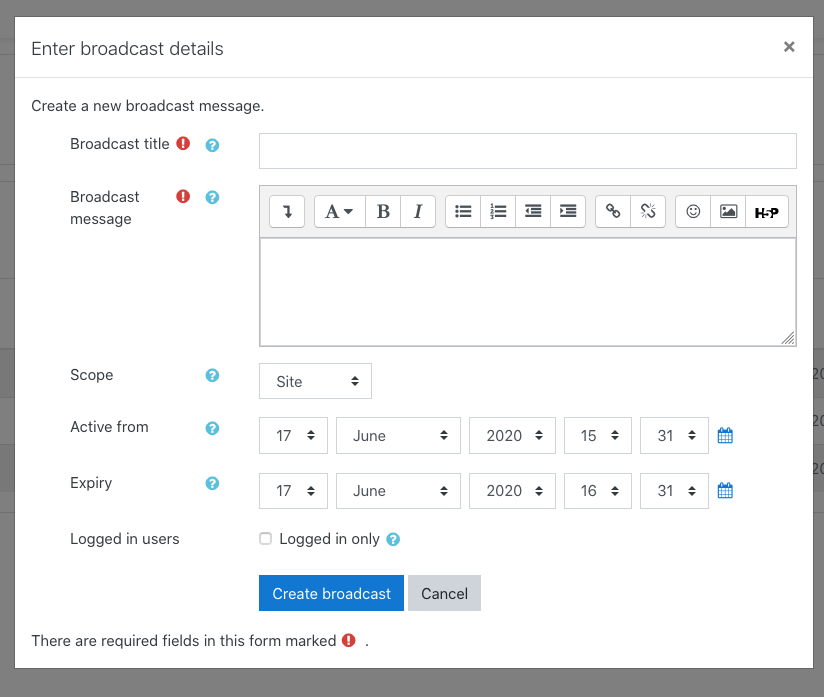 Enter broadcast details ×
Create a new broadcast message.
Broadcast title ! ?
Broadcast ! ?
message
A B I H5P
Scope ? Site
Active from ? 17 June 2020 15 31
Expiry ? 17 June 2020 16 31
Logged in users Logged in only ?
Create broadcast Cancel
There are required fields in this form marked ! .